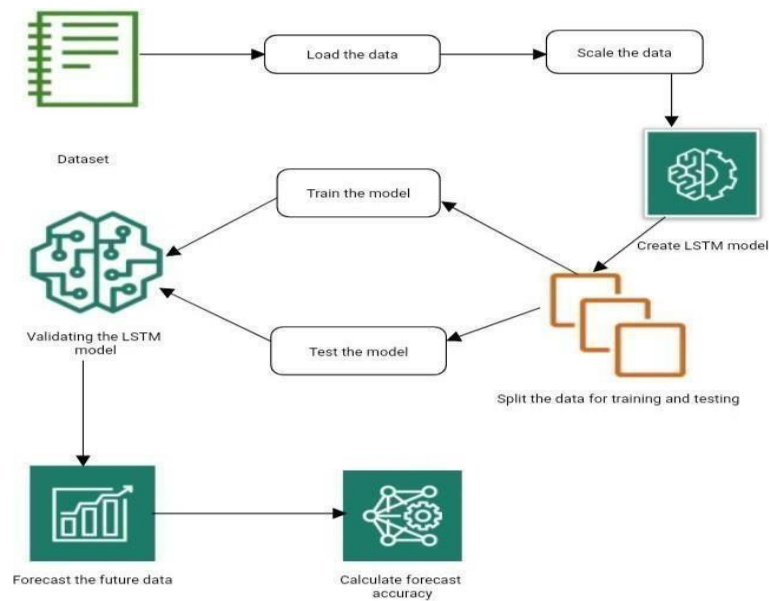 Load the data
Scale the data
Dataset
Create LSTM model
Train the model
Split the data for training and testing
Test the model
Validating the LSTM
model
Forecast the future data
Calculate forecast
accuracy